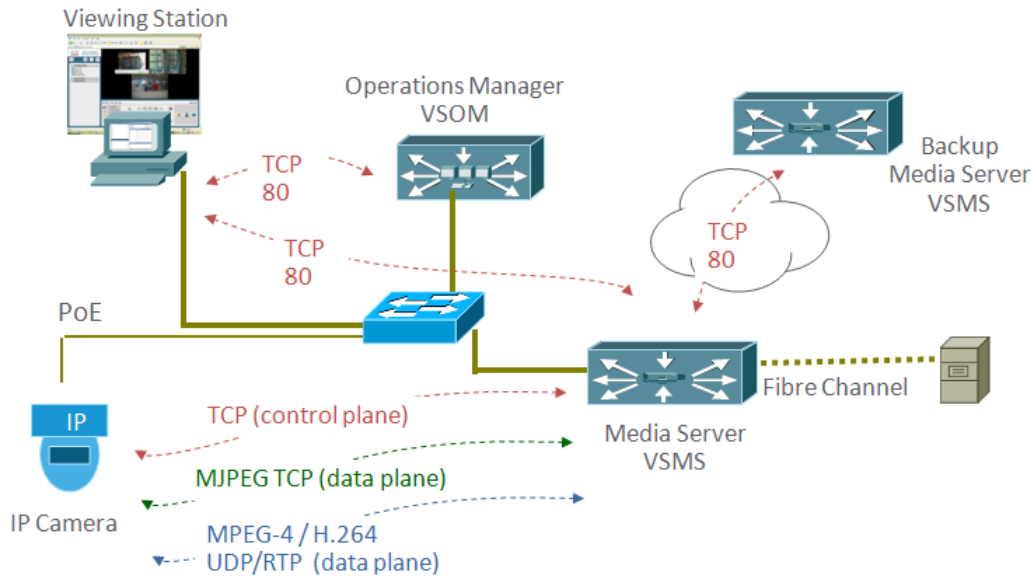 Viewing Station
Operations Manager
VSOM
Backup
Media Server
VSMS
TCP
80
TCP
80
TCP
80
PoE
IP
IP Camera
Fibre Channel
Media Server
VSMS
TCP (control plane)
MJPEG TCP (data plane)
MPEG-4 / H.264
UDP/RTP (data plane)